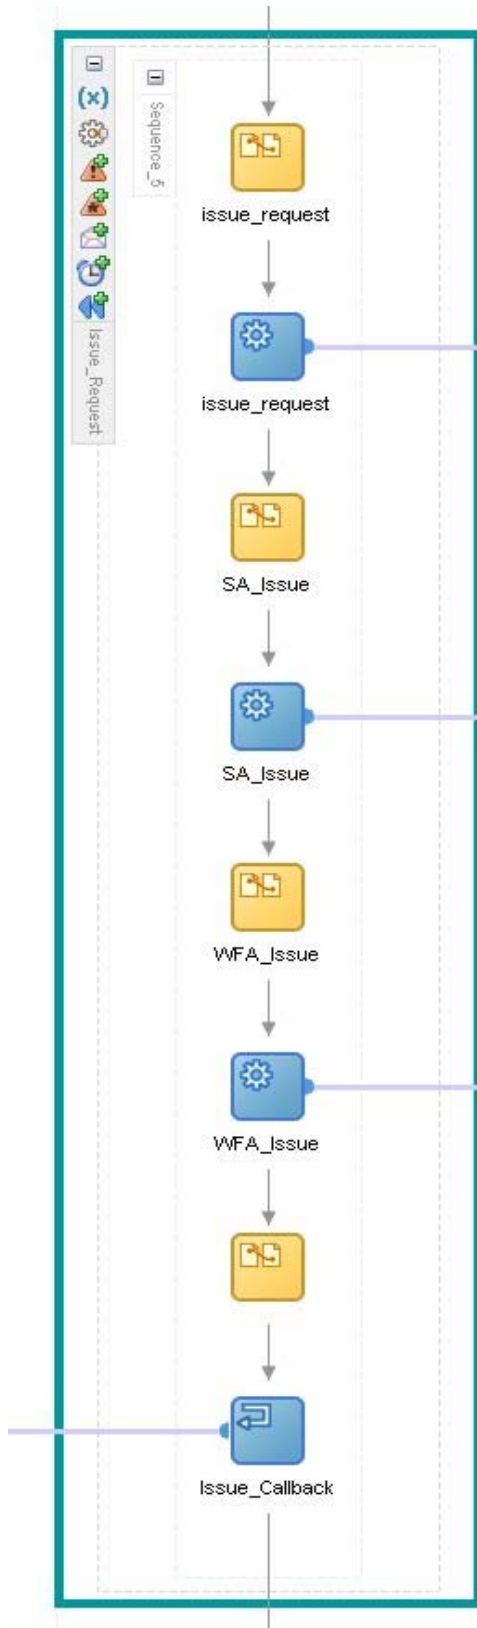 (x)
Issue_Request
Sequence_5
issue_request
issue_request
SA_Issue
SA_Issue
WFA_Issue
WFA_Issue
Issue_Callback